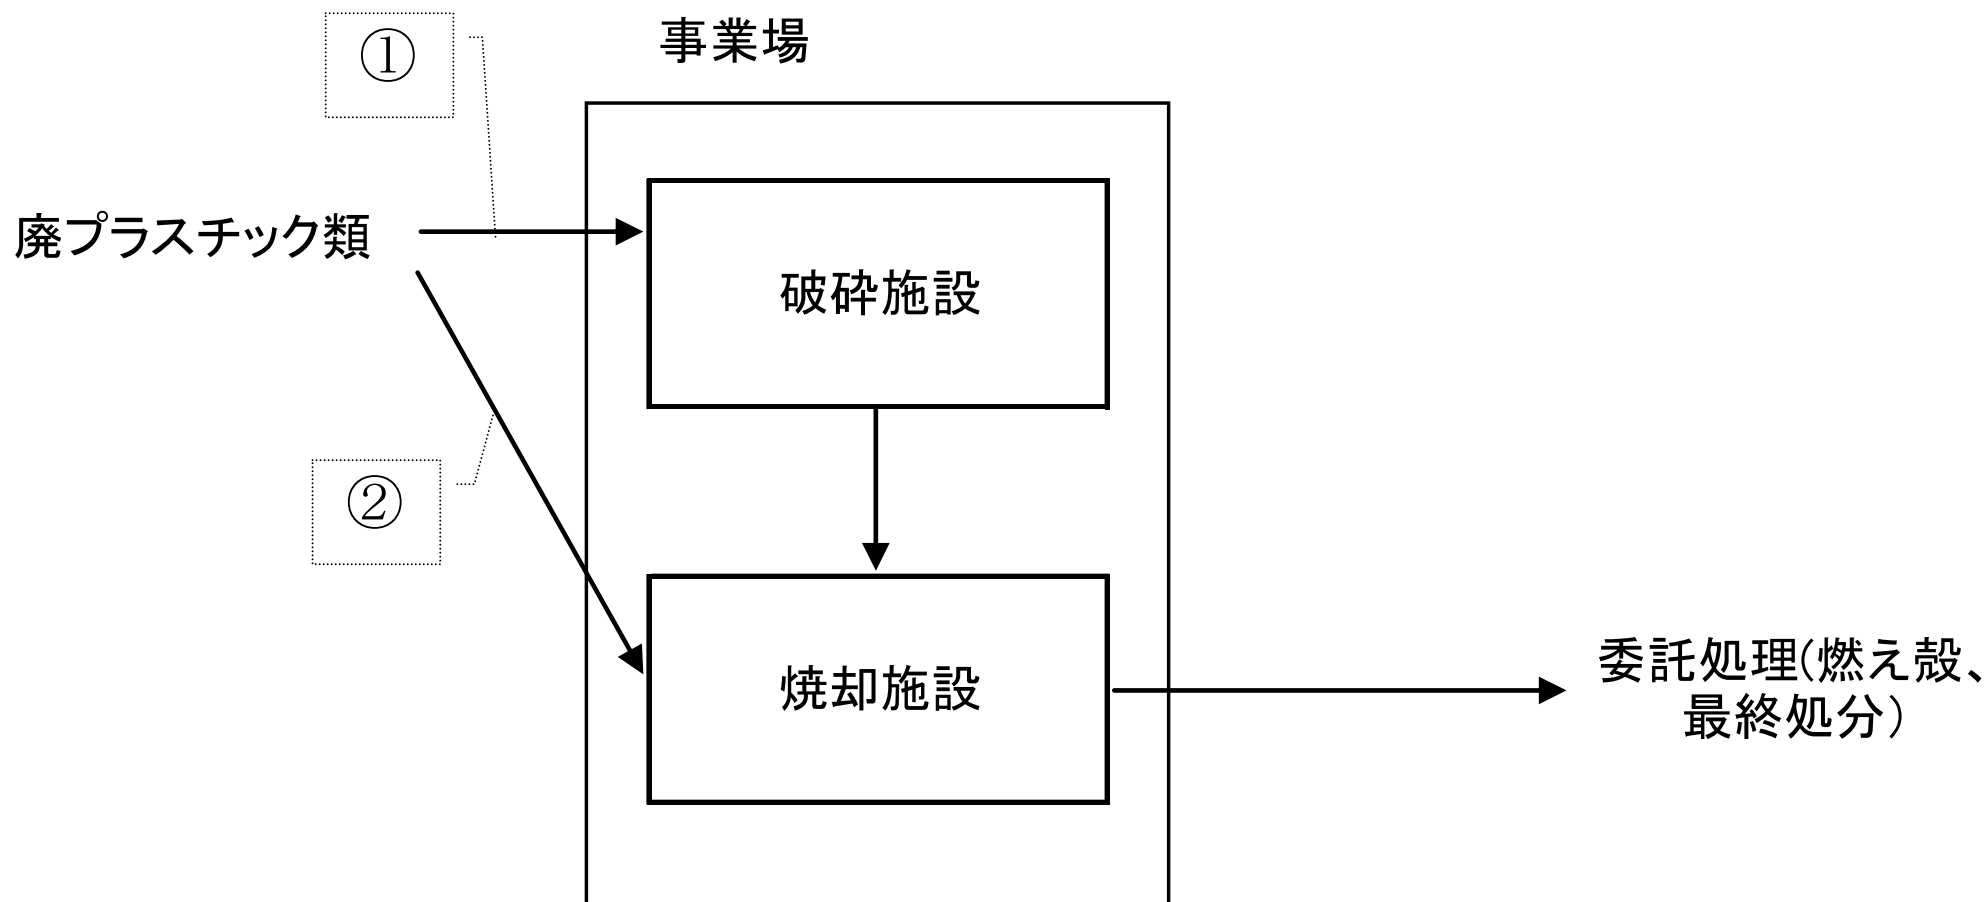 ①
事業場
廃プラスチック類
破砕施設
②
焼却施設
委託処理(燃え殻、
最終処分)